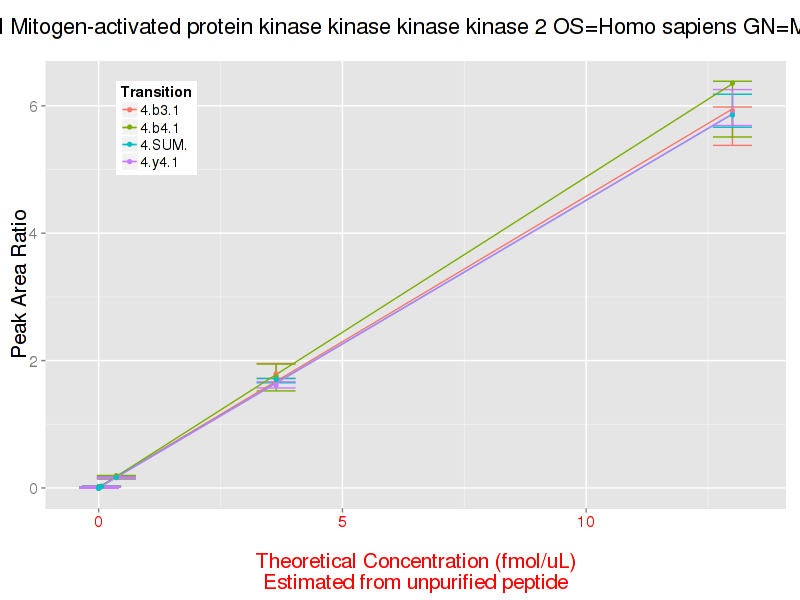 Mitogen-activated protein kinase kinase kinase kinase 2 OS=Homo sapiens GN=
Transition
4.b3.1
4.b4.1
4.SUM.
4.y4.1
Peak Area Ratio
6
4
2
0
0 5 10
Theoretical Concentration (fmol/uL)
Estimated from unpurified peptide